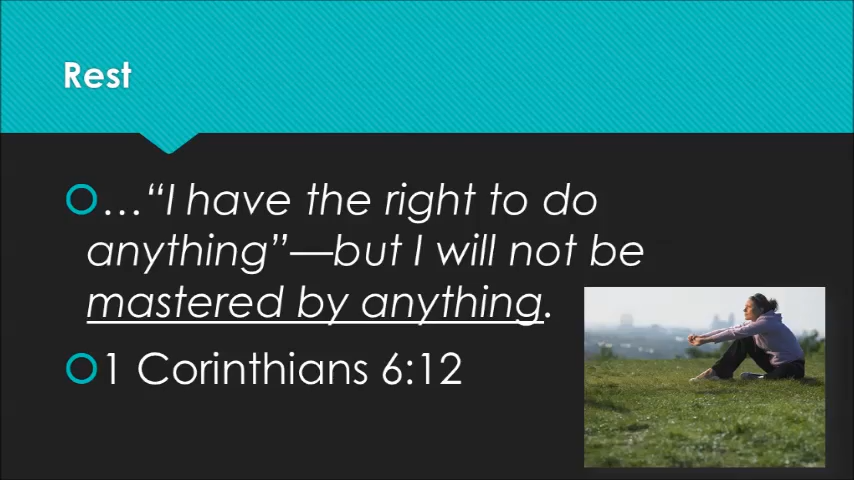 Rest
…“I have the right to do
anything”—but I will not be
mastered by anything.
1 Corinthians 6:12